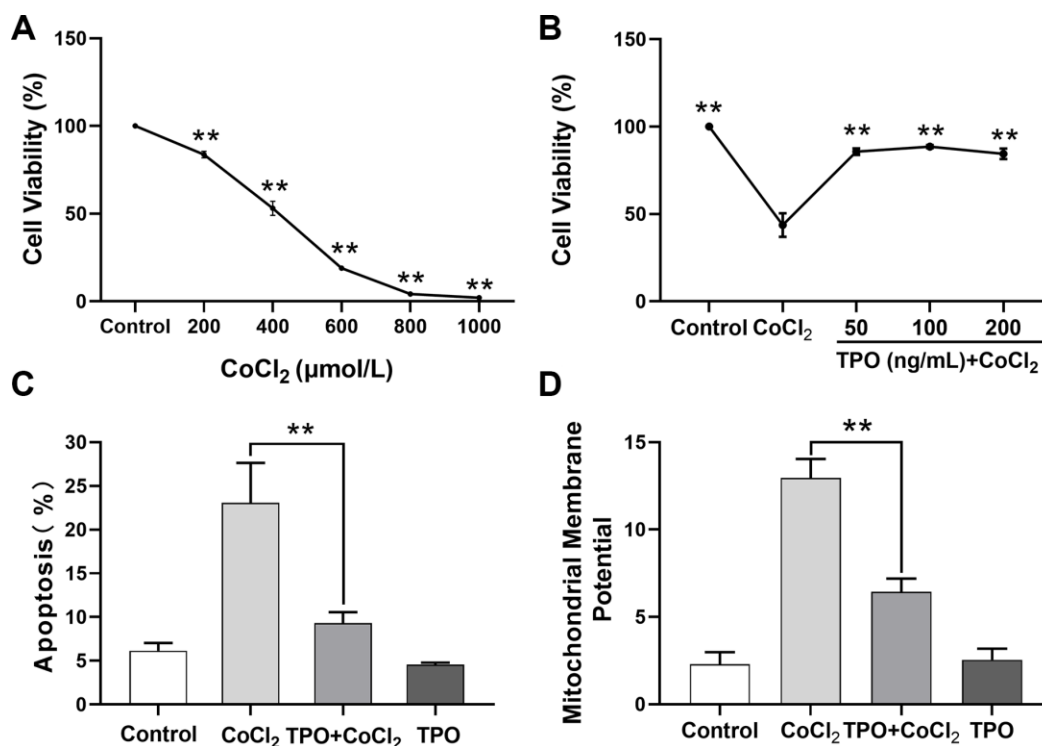 A
Cell Viability (%)
150
100
50
0
** ** ** ** **
Control 200 400 600 800 1000
CoCl₂ (μmol/L)
B
Cell Viability (%)
150
100
50
0
** ** ** **
Control CoCl₂ 50 100 200
TPO (ng/mL)+CoCl₂
C
Apoptosis ( %)
30
25
20
15
10
5
0
**
Control CoCl₂ TPO+CoCl₂ TPO
D
Mitochondrial Membrane
Potential
15
10
5
0
**
Control CoCl₂ TPO+CoCl₂ TPO